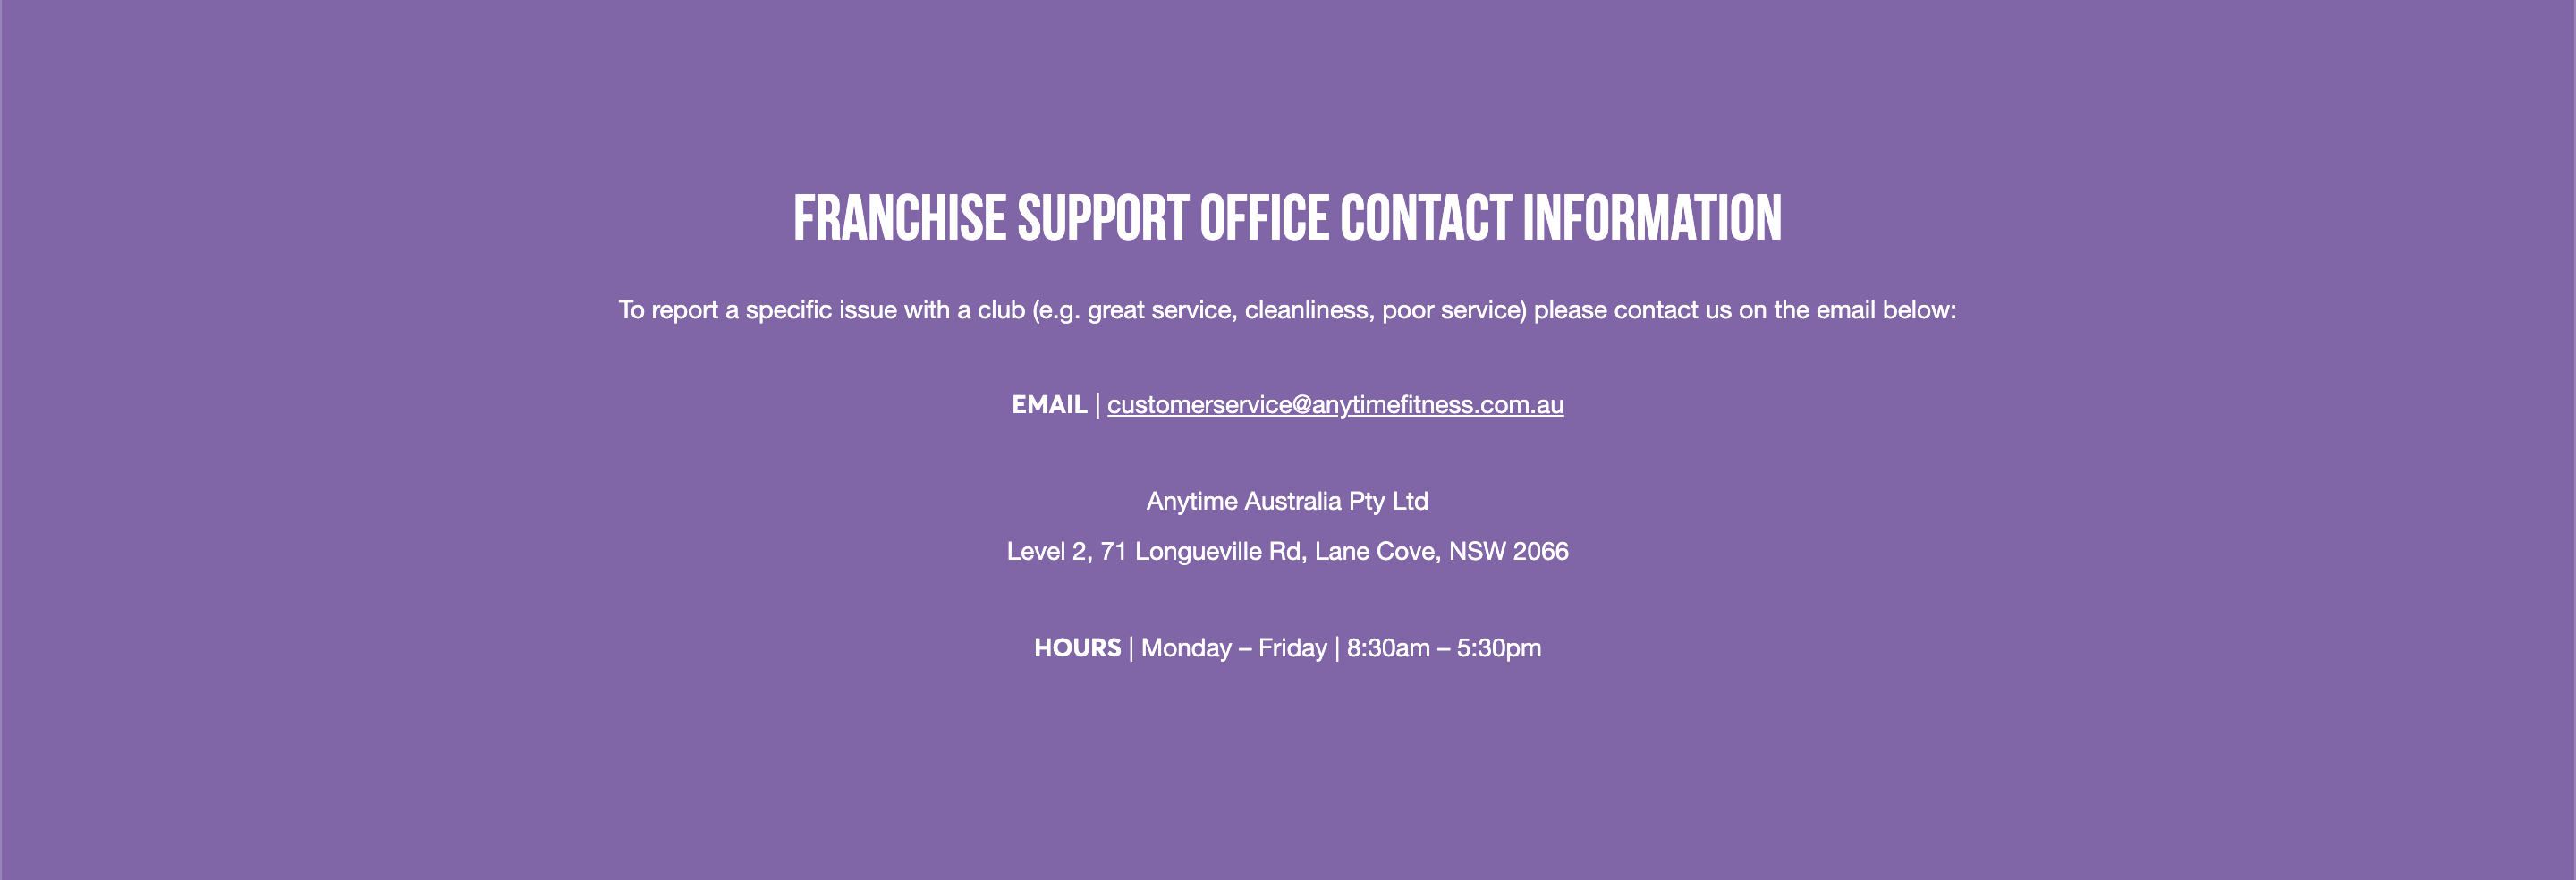 FRANCHISE SUPPORT OFFICE CONTACT INFORMATION
To report a specific issue with a club (e.g. great service, cleanliness, poor service) please contact us on the email below:
EMAIL | customerservice@anytimefitness.com.au
Anytime Australia Pty Ltd
Level 2, 71 Longueville Rd, Lane Cove, NSW 2066
HOURS | Monday – Friday | 8:30am – 5:30pm